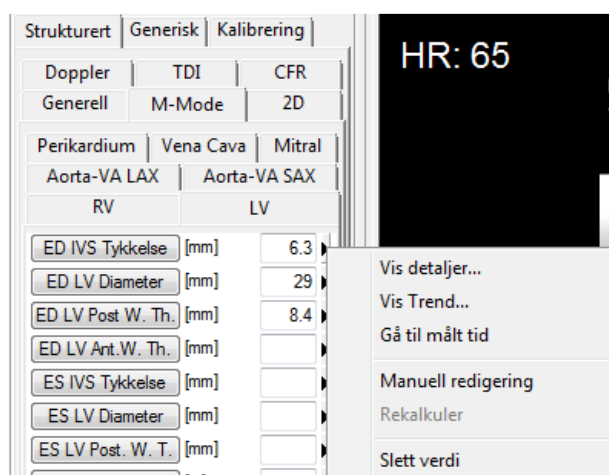 Strukturert Generisk Kalibrering
Doppler TDI CFR
Generell M-Mode 2D
Perikardium Vena Cava Mitral
Aorta-VA LAX Aorta-VA SAX
RV LV
ED IVS Tykkelse [mm] 6.3
ED LV Diameter [mm] 29
ED LV Post W. Th. [mm] 8.4
ED LV Ant.W. Th. [mm]
ES IVS Tykkelse [mm]
ES LV Diameter [mm]
ES LV Post. W. T. [mm]
HR: 65
Vis detaljer...
Vis Trend...
Gå til målt tid
Manuell redigering
Rekalkuler
Slett verdi